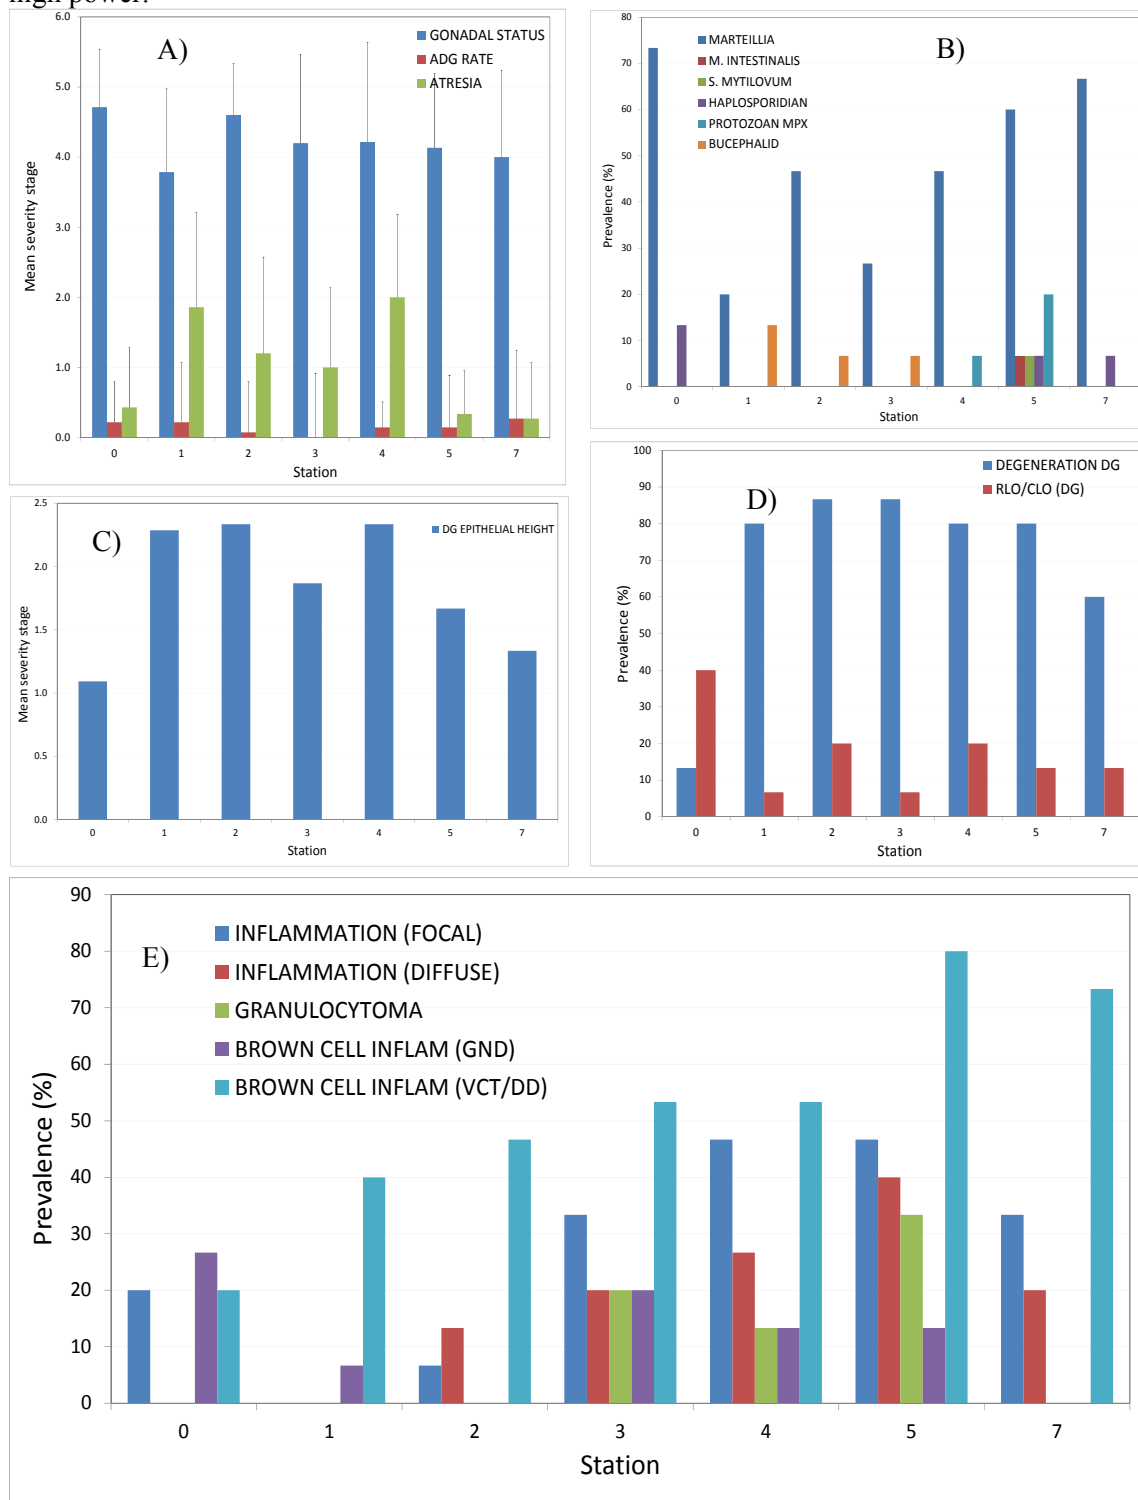 high power.
A)
GONADAL STATUS
ADG RATE
ATRESIA
6.0
5.0
4.0
3.0
2.0
1.0
0.0
Mean severity stage
0 1 2 3 4 5 7
Station
B)
MARTEILLIA
M. INTESTINALIS
S. MYTILOVUM
HAPLOSPORIDIAN
PROTOZOAN MPX
BUCEPHALID
80
70
60
50
40
30
20
10
0
Prevalence (%)
0 1 2 3 4 5 7
Station
C)
DG EPITHELIAL HEIGHT
2.5
2.0
1.5
1.0
0.5
0.0
Mean severity stage
0 1 2 3 4 5 7
Station
D)
DEGENERATION DG
RLO/CLO (DG)
100
90
80
70
60
50
40
30
20
10
0
Prevalence (%)
0 1 2 3 4 5 7
Station
E)
INFLAMMATION (FOCAL)
INFLAMMATION (DIFFUSE)
GRANULOCYTOMA
BROWN CELL INFLAM (GND)
BROWN CELL INFLAM (VCT/DD)
90
80
70
60
50
40
30
20
10
0
Prevalence (%)
0 1 2 3 4 5 7
Station